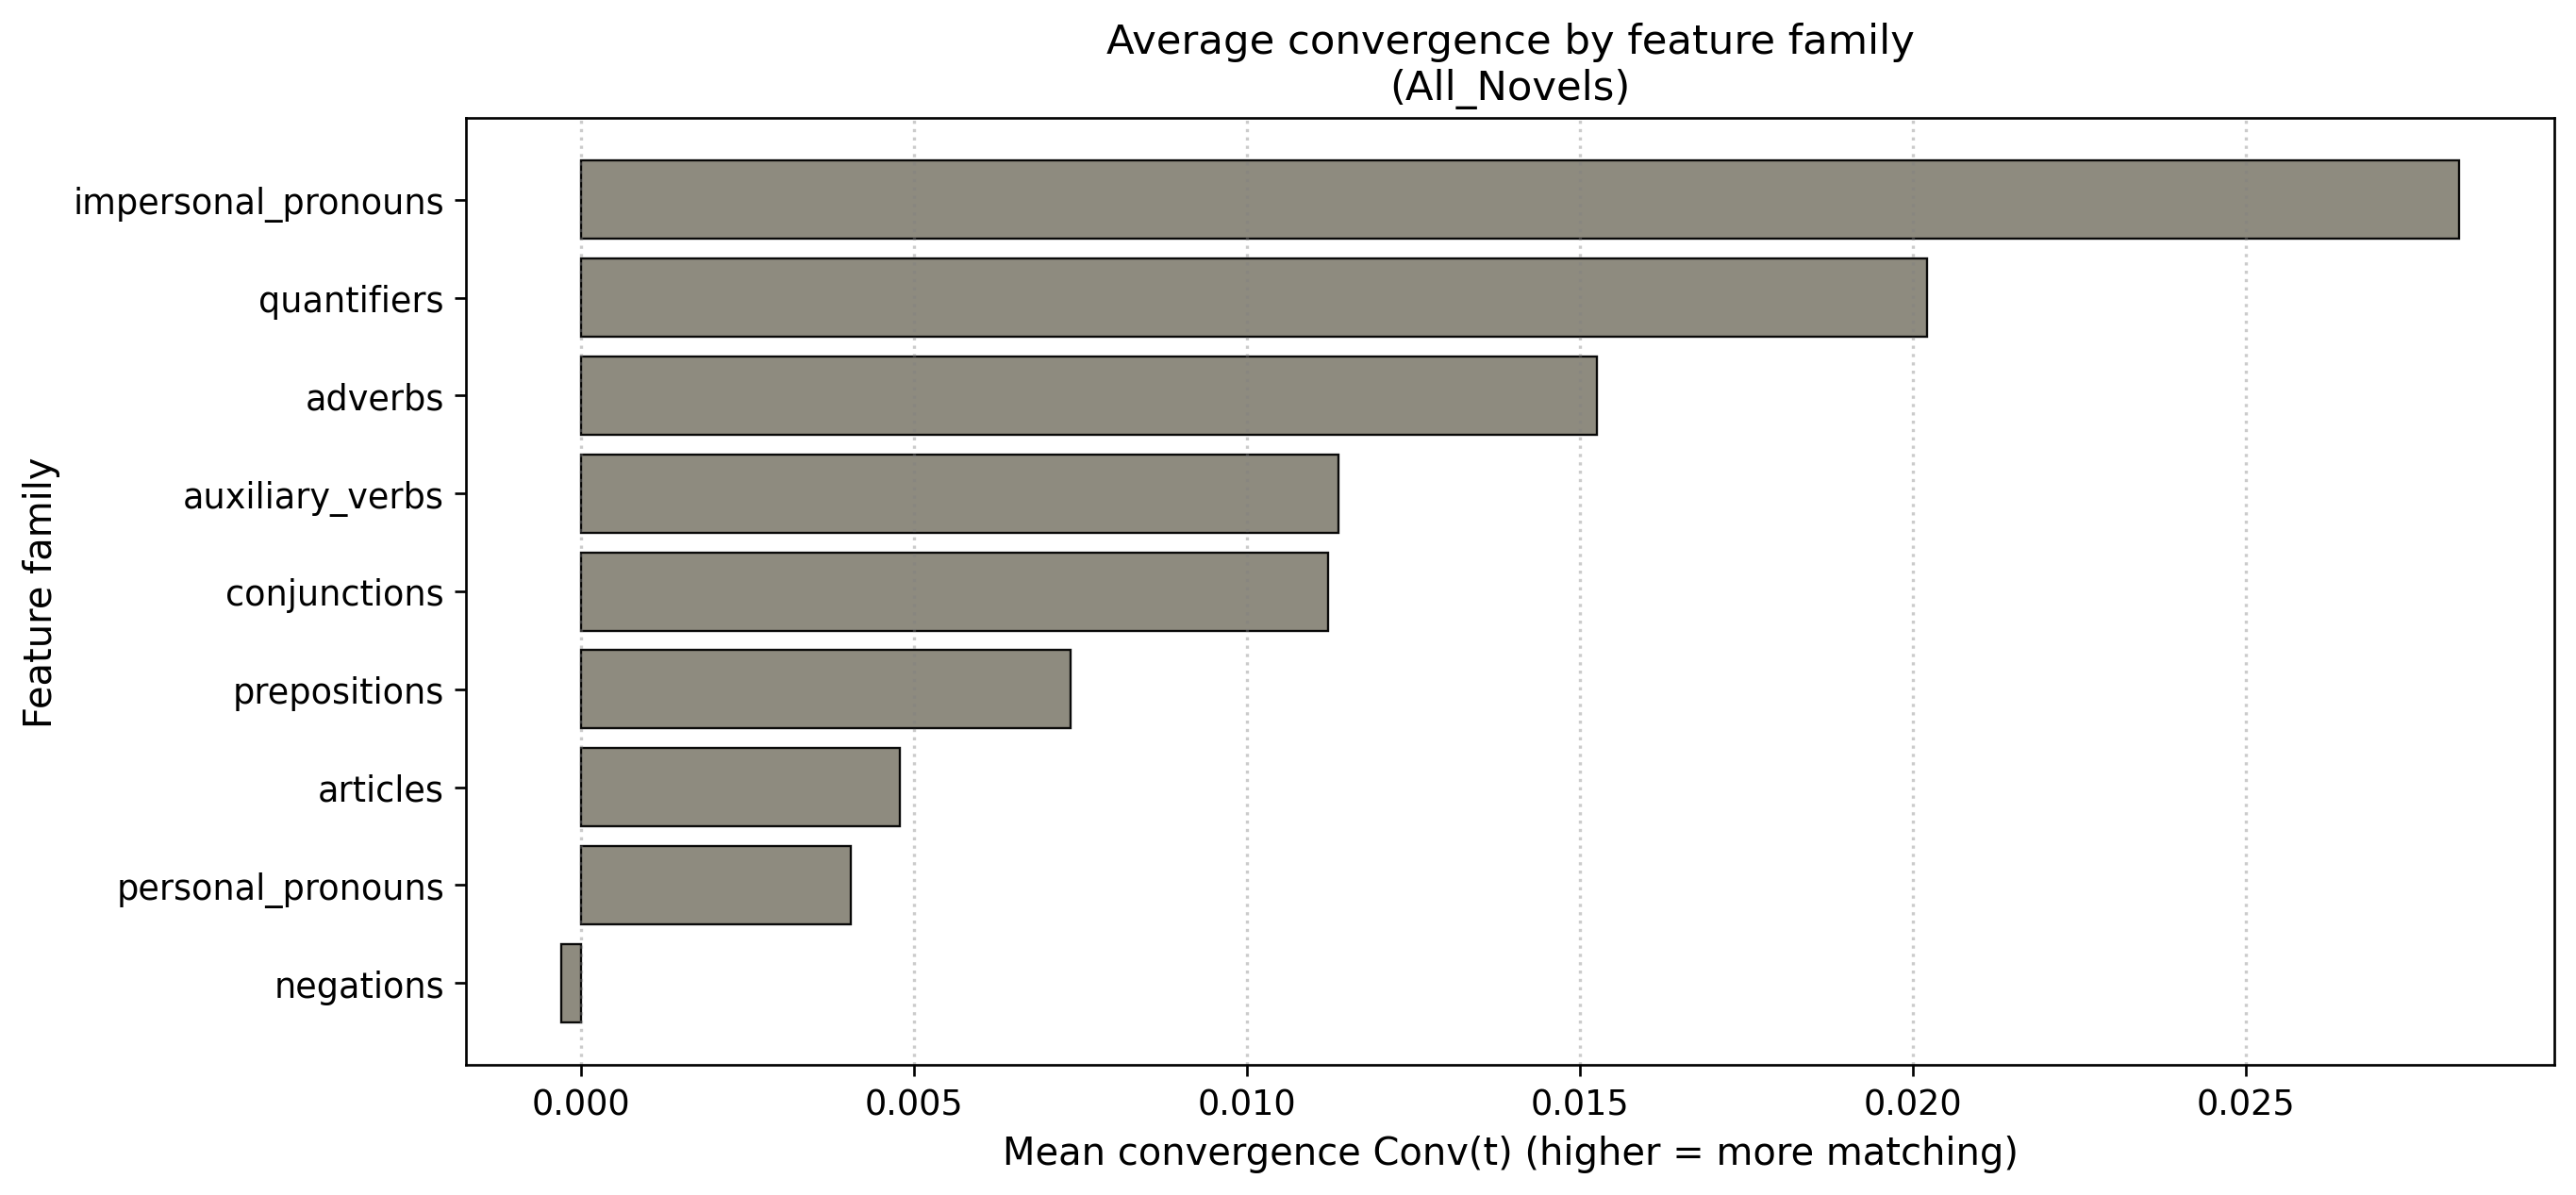 Average convergence by feature family
(All_Novels)
Feature family
impersonal_pronouns
quantifiers
adverbs
auxiliary_verbs
conjunctions
prepositions
articles
personal_pronouns
negations
0.000 0.005 0.010 0.015 0.020 0.025
Mean convergence Conv(t) (higher = more matching)